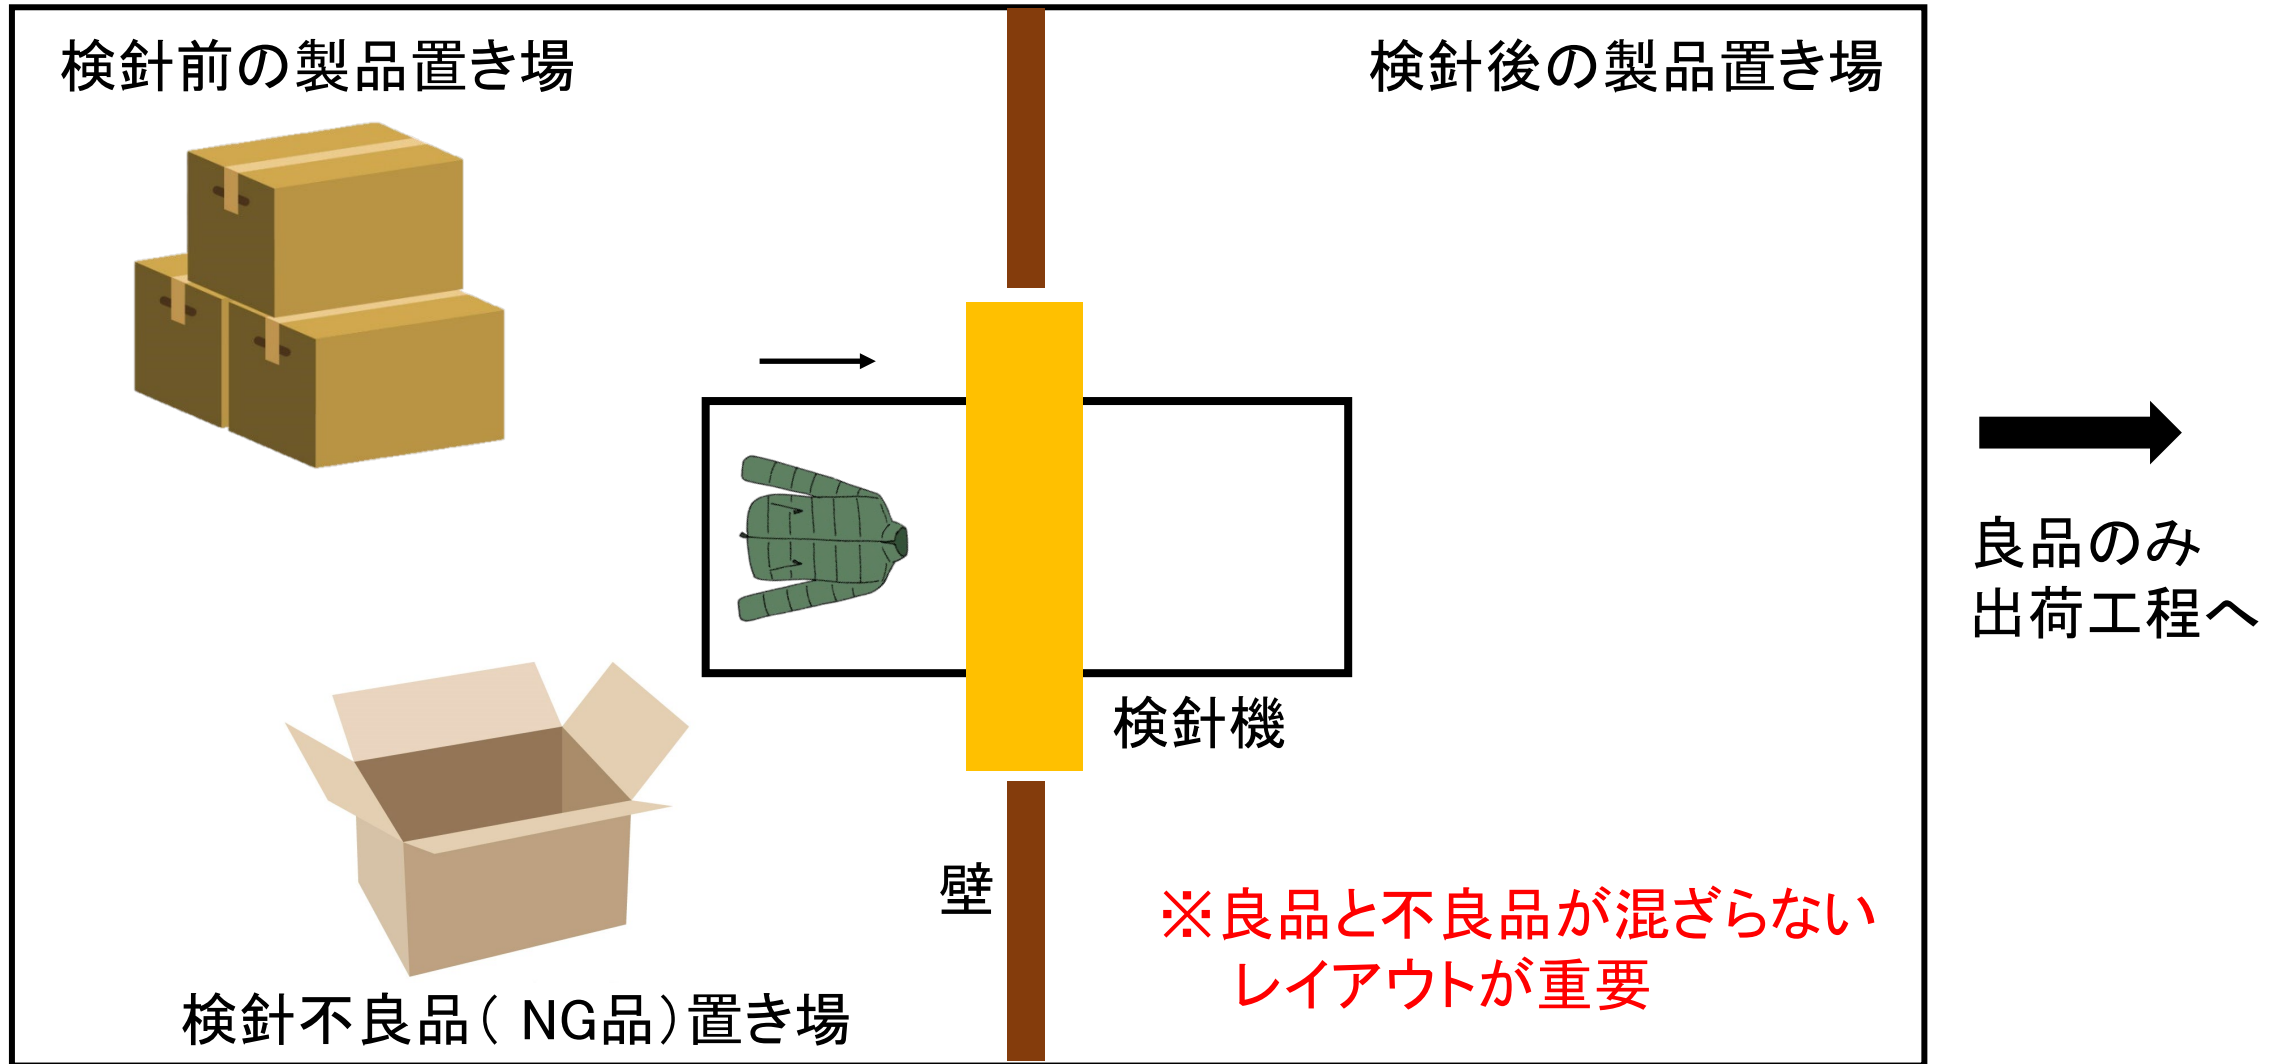 検針前の製品置き場
検針後の製品置き場
良品のみ
出荷工程へ
検針機
壁
※良品と不良品が混ざらない
レイアウトが重要
検針不良品( NG品)置き場